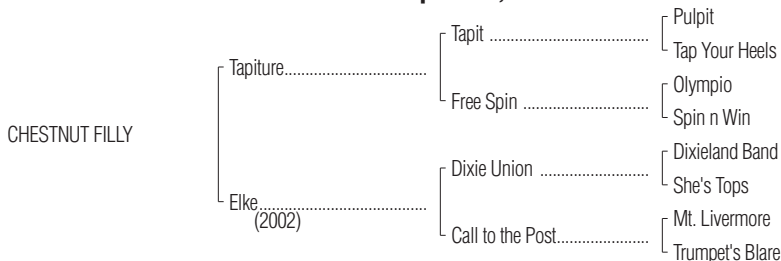 Pulpit
Tapit ..........................................
Tap Your Heels
Tapiture.....................................
Olympio
Free Spin .................................
Spin n Win
CHESTNUT FILLY
Dixieland Band
Dixie Union .............................
She's Tops
Elke...........................................
(2002)
Mt. Livermore
Call to the Post........................
Trumpet's Blare